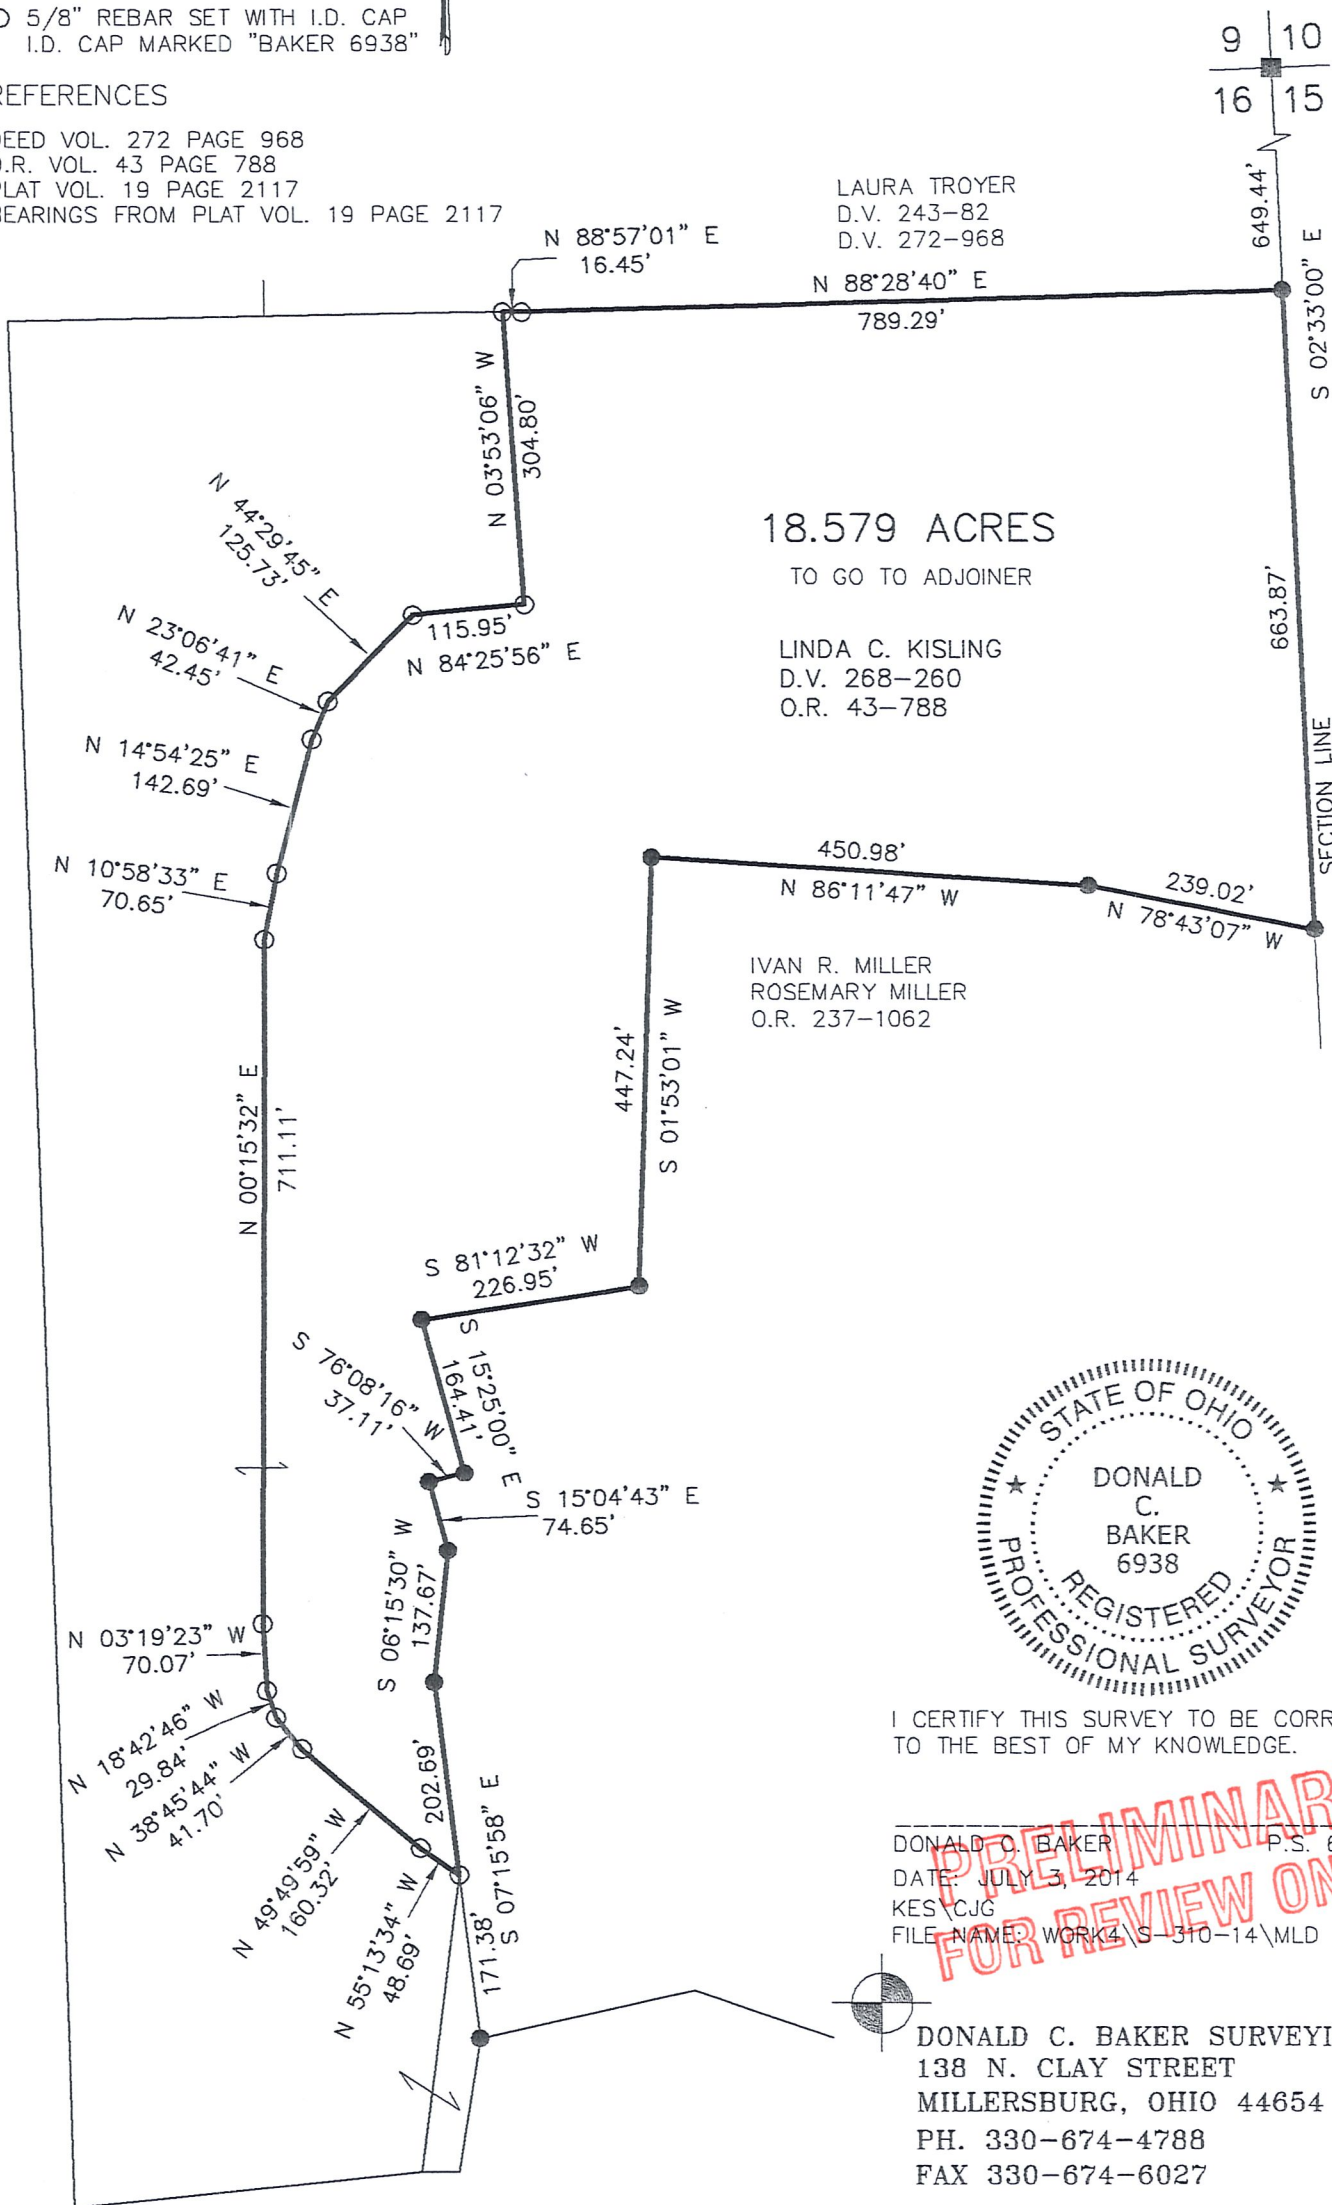 5/8" REBAR SET WITH I.D. CAP
I.D. CAP MARKED "BAKER 6938"
REFERENCES
DEED VOL. 272 PAGE 968
O.R. VOL. 43 PAGE 788
PLAT VOL. 19 PAGE 2117
BEARINGS FROM PLAT VOL. 19 PAGE 2117
9 10
16 15
649.44'
S 02°33'00" E
LAURA TROYER
D.V. 243-82
D.V. 272-968
N 88°57'01" E
16.45'
N 88°28'40" E
789.29'
N 03°53'06" W
304.80'
N 44°29'45" E
125.73'
18.579 ACRES
TO GO TO ADJOINER
663.87'
115.95'
N 84°25'56" E
N 23°06'41" E
42.45'
LINDA C. KISLING
D.V. 268-260
O.R. 43-788
N 14°54'25" E
142.69'
SECTION LINE
N 10°58'33" E
70.65'
450.98'
N 86°11'47" W
239.02'
N 78°43'07" W
IVAN R. MILLER
ROSEMARY MILLER
O.R. 237-1062
447.24'
S 01°53'01" W
N 00°15'32" E
711.11'
S 81°12'32" W
226.95'
S 15°25'00" E
164.41'
S 76°08'16" W
37.11'
S 15°04'43" E
74.65'
S 06°15'30" W
137.67'
STATE OF OHIO
DONALD
C.
BAKER
6938
REGISTERED
PROFESSIONAL SURVEYOR
N 03°19'23" W
70.07'
N 18°42'46" W
29.84'
N 38°45'44" W
41.70'
N 49°49'59" W
160.32'
N 55°13'34" W
48.69'
202.69'
S 07°15'58" E
171.38'
I CERTIFY THIS SURVEY TO BE CORR
TO THE BEST OF MY KNOWLEDGE.
DONALD C. BAKER P.S. 6
DATE: JULY 3, 2014
KES\CJG
FILE NAME: WORK4\S-310-14\MLD
PRELIMINAR
FOR REVIEW ON
DONALD C. BAKER SURVEYI
138 N. CLAY STREET
MILLERSBURG, OHIO 44654
PH. 330-674-4788
FAX 330-674-6027